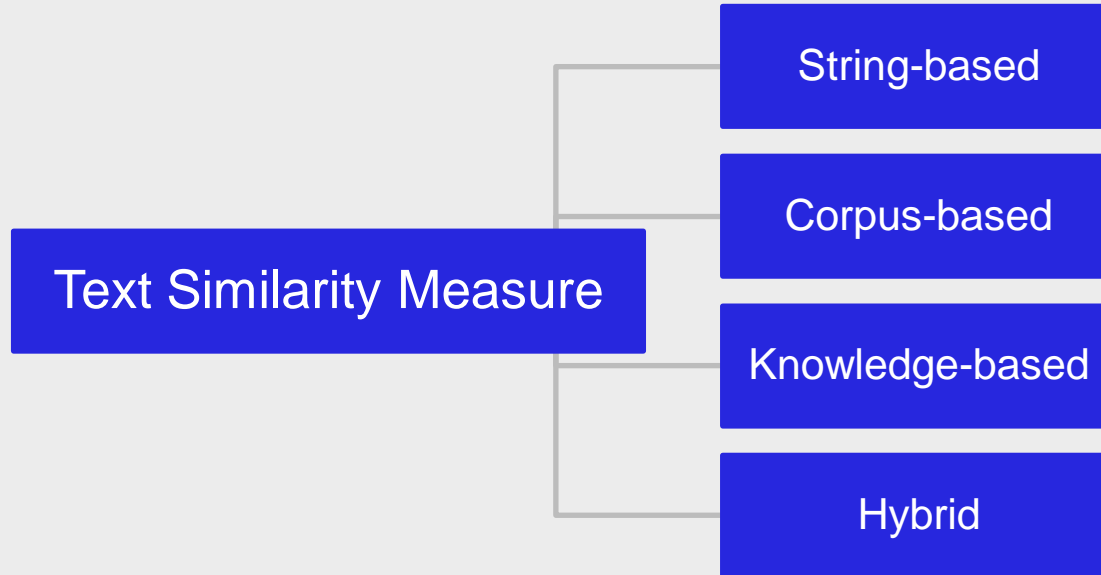 String-based
Corpus-based
Text Similarity Measure
Knowledge-based
Hybrid